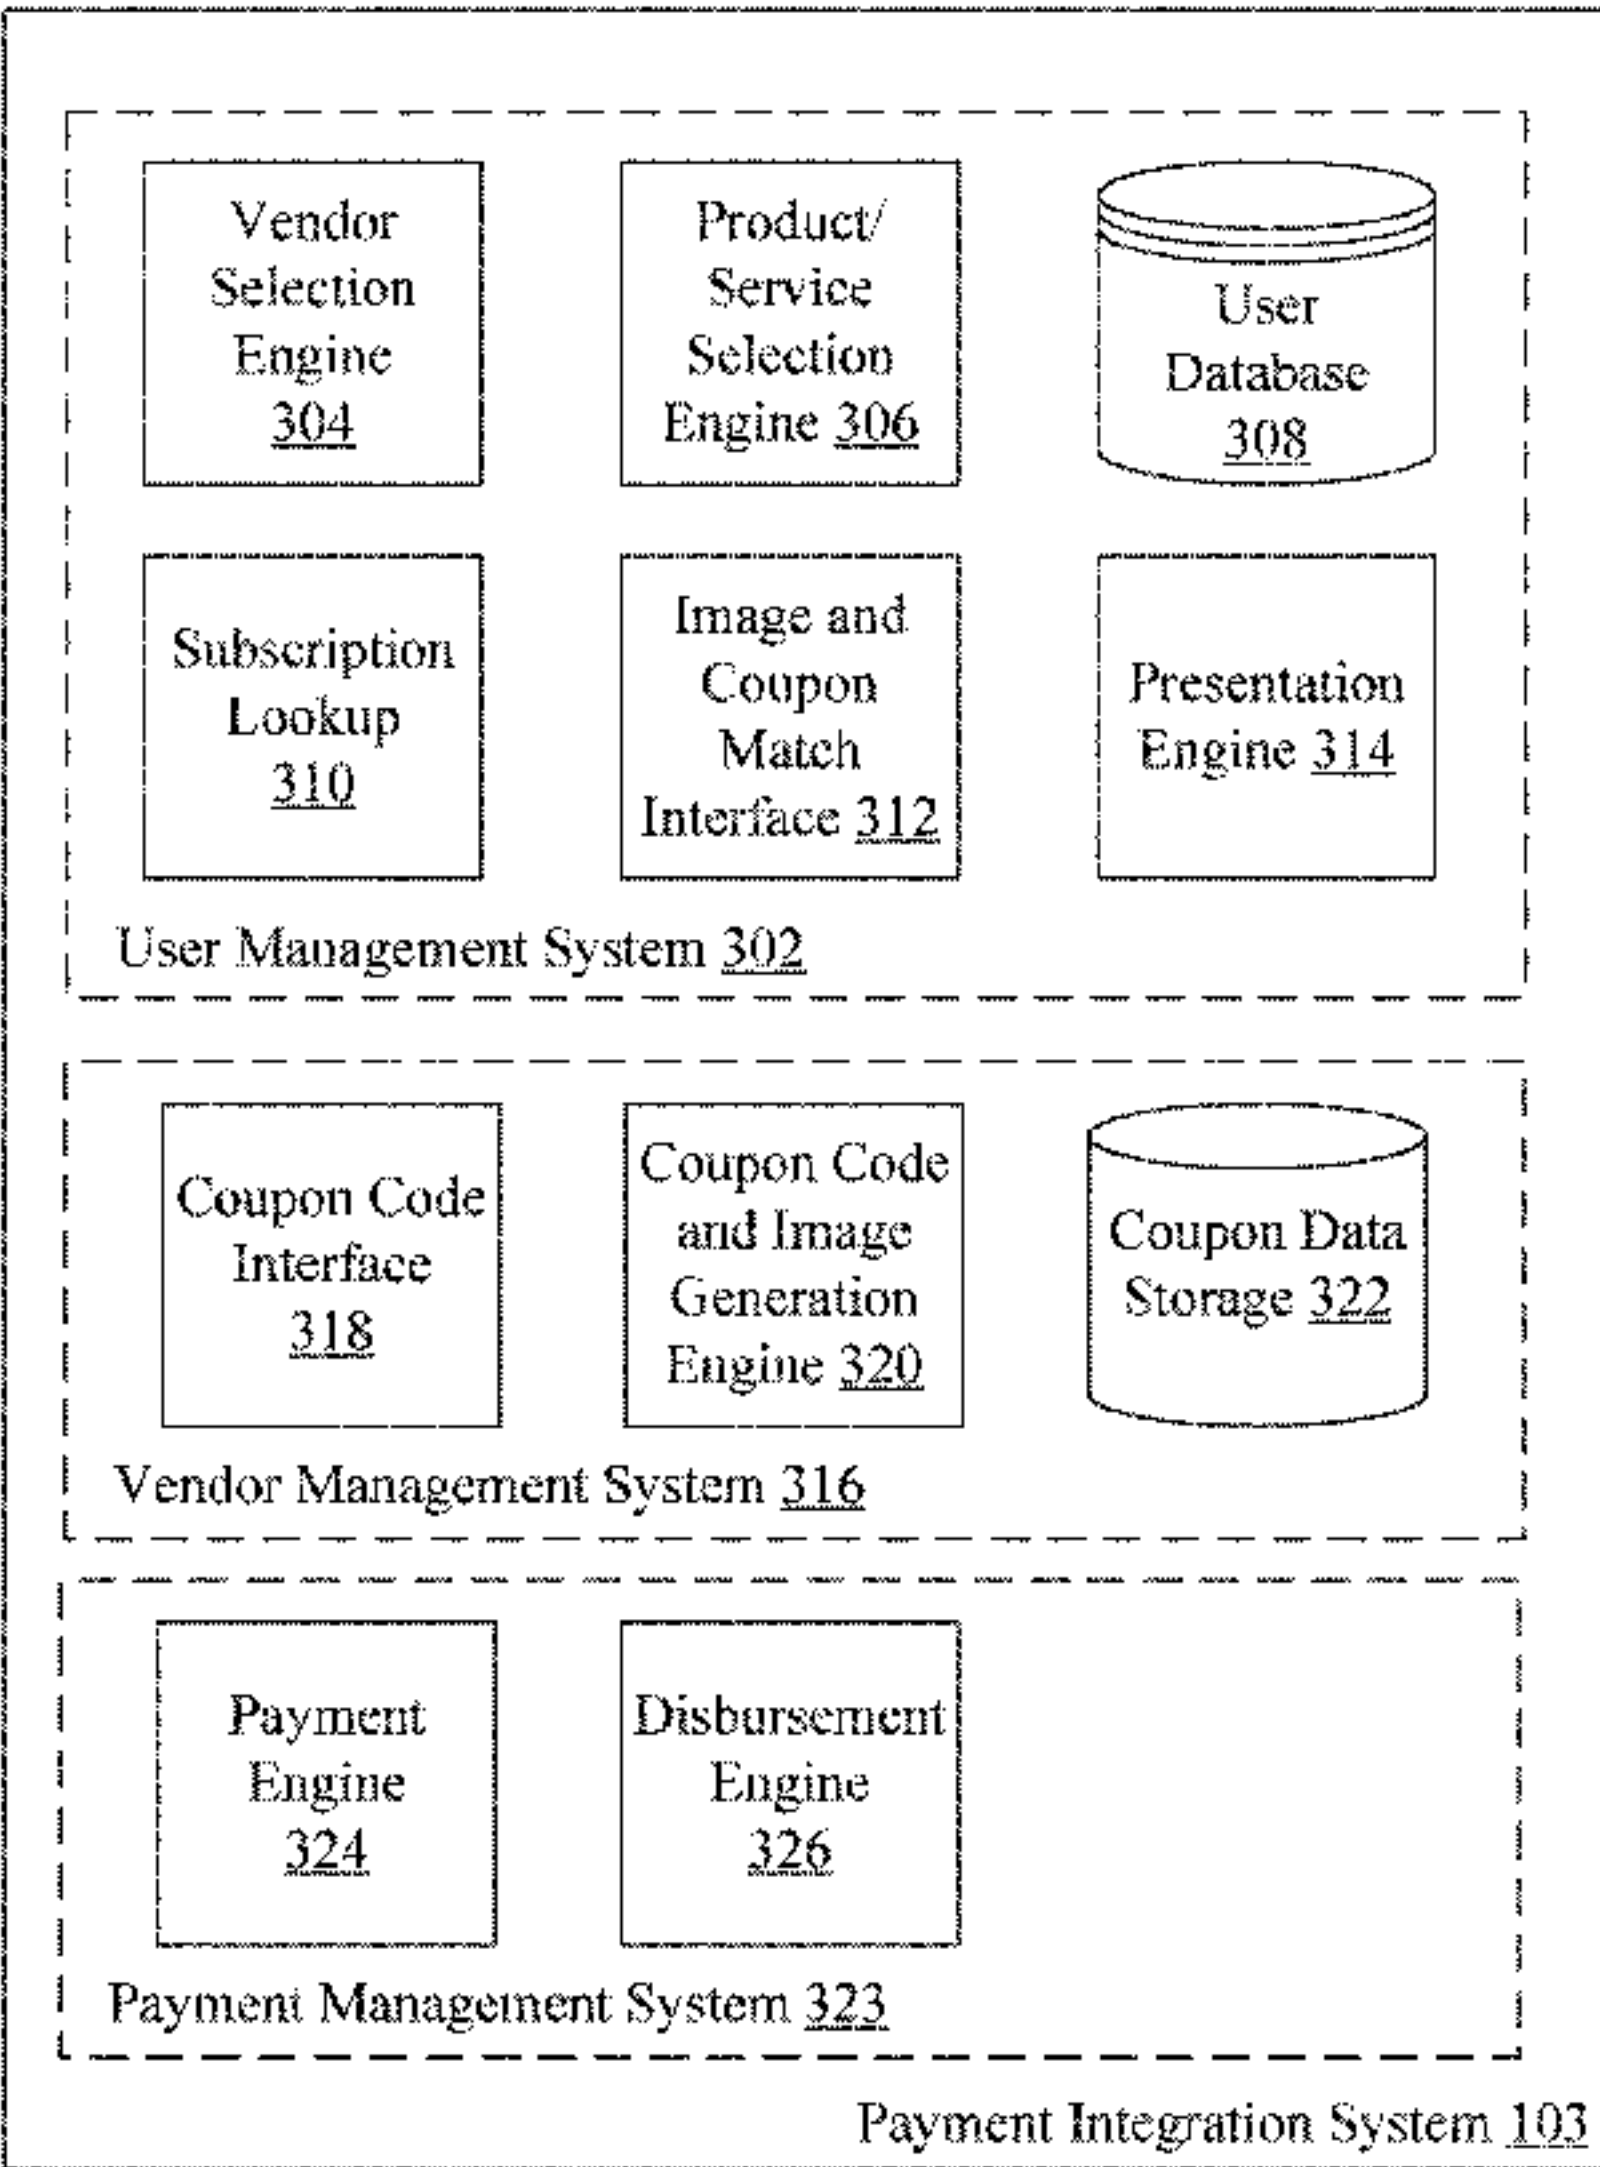 Vendor
Selection
Engine
304
Product/
Service
Selection
Engine 306
User
Database
308
Subscription
Lookup
310
Image and
Coupon
Match
Interface 312
Presentation
Engine 314
User Management System 302
Coupon Code
Interface
318
Coupon Code
and Image
Generation
Engine 320
Coupon Data
Storage 322
Vendor Management System 316
Payment
Engine
324
Disbursement
Engine
326
Payment Management System 323
Payment Integration System 103